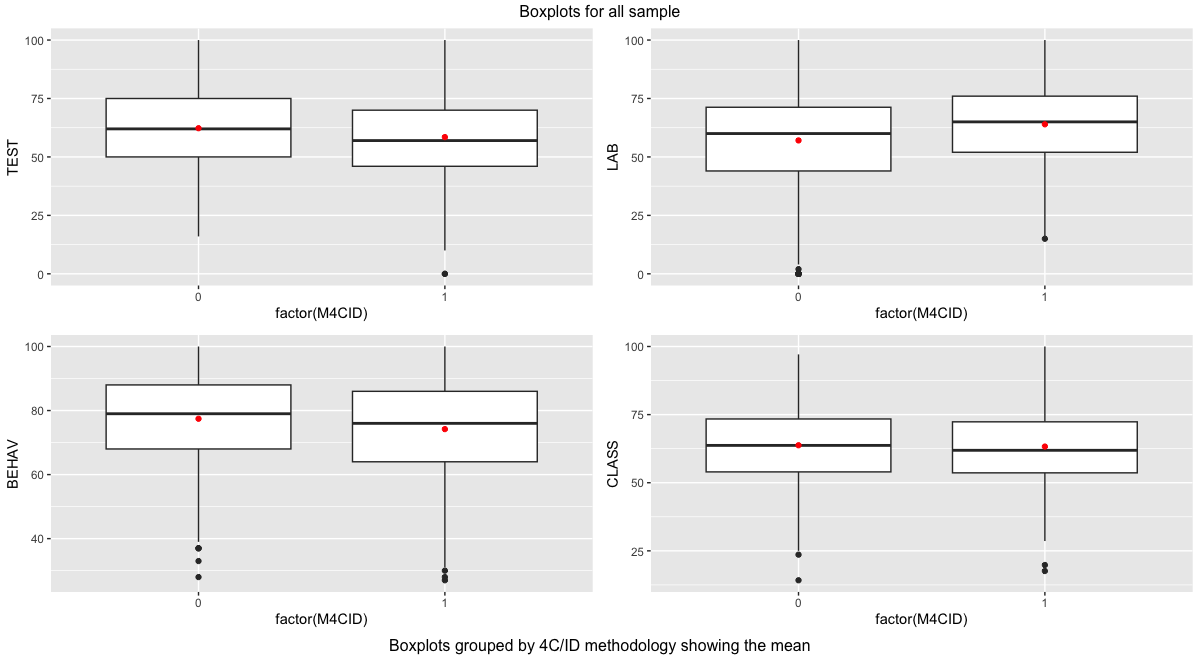 Boxplots for all sample
TEST
100
75
50
25
0
0 1
factor(M4CID)
LAB
100
75
50
25
0
0 1
factor(M4CID)
BEHAV
100
80
60
40
0 1
factor(M4CID)
CLASS
100
75
50
25
0 1
factor(M4CID)
Boxplots grouped by 4C/ID methodology showing the mean